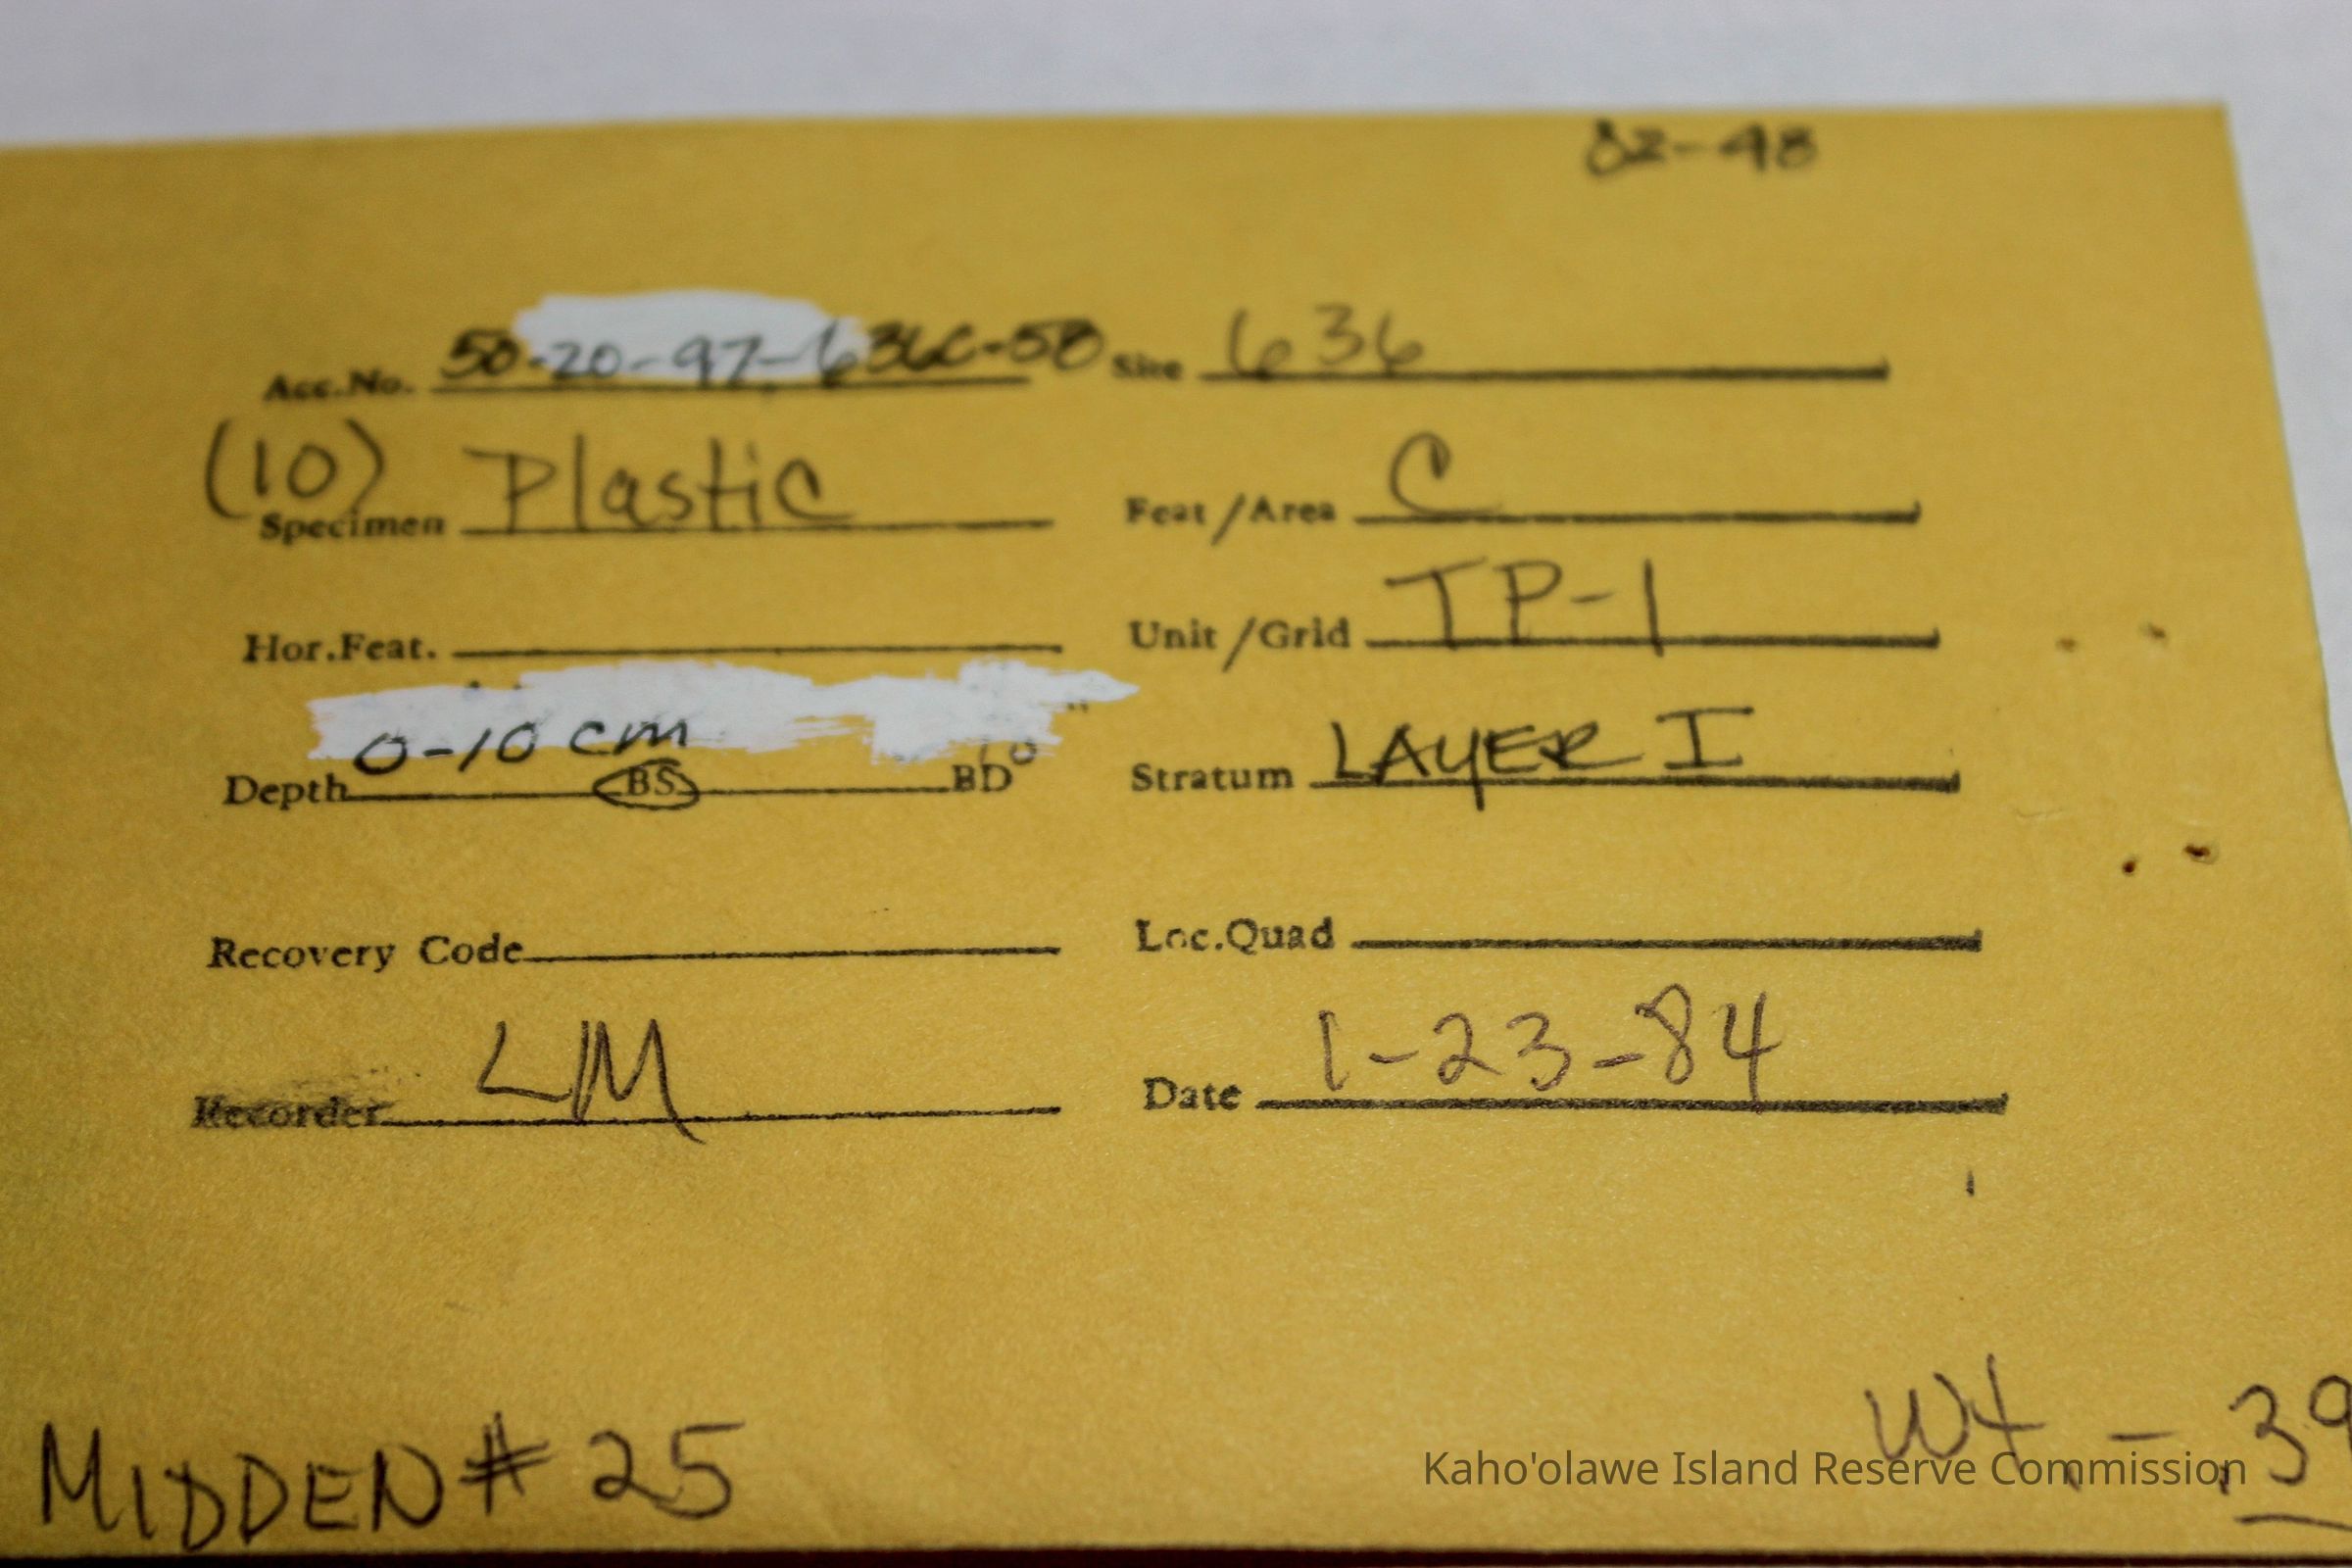 82-48
Acc.No. 50-20-97-636C-58 Site 636
(10) Specimen Plastic Feat/Area C
Hor.Feat. Unit/Grid TP-1
Depth 0-10 cm BS BD Stratum LAYER I
Recovery Code Loc.Quad
Recorder LM Date 1-23-84
MIDDEN # 25 Wt. - .39
Kaho'olawe Island Reserve Commission